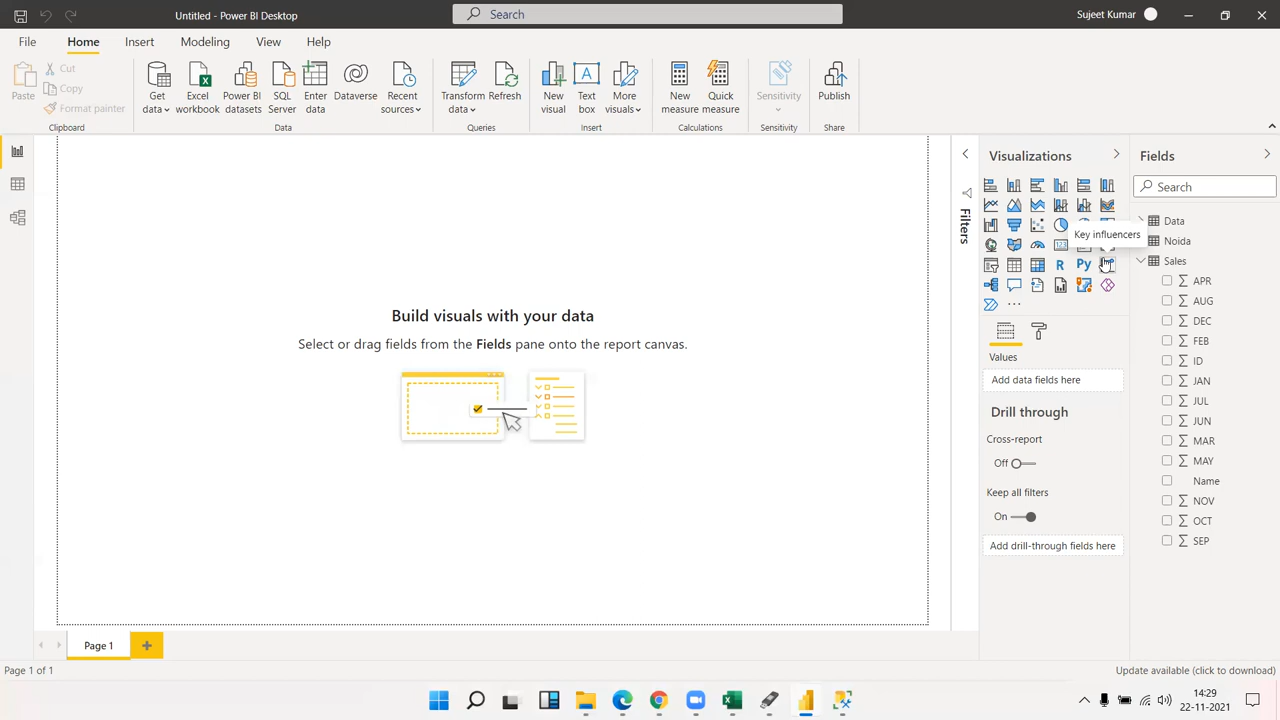 Untitled - Power BI Desktop
Search
Sujeet Kumar
File
Home
Insert
Modeling
View
Help
Paste
Cut
Copy
Format painter
Clipboard
Get data
Excel workbook
Power BI datasets
SQL Server
Enter data
Dataverse
Recent sources
Data
Transform data
Refresh
Queries
New visual
Text box
More visuals
Insert
New measure
Quick measure
Calculations
Sensitivity
Sensitivity
Publish
Share
Build visuals with your data
Select or drag fields from the Fields pane onto the report canvas.
Filters
Visualizations
Key influencers
123
R
Py
Values
Add data fields here
Drill through
Cross-report
Off
Keep all filters
On
Add drill-through fields here
Fields
Search
Data
Noida
Sales
APR
AUG
DEC
FEB
ID
JAN
JUL
JUN
MAR
MAY
Name
NOV
OCT
SEP
Page 1
Page 1 of 1
Update available (click to download)
14:29
22-11-2021